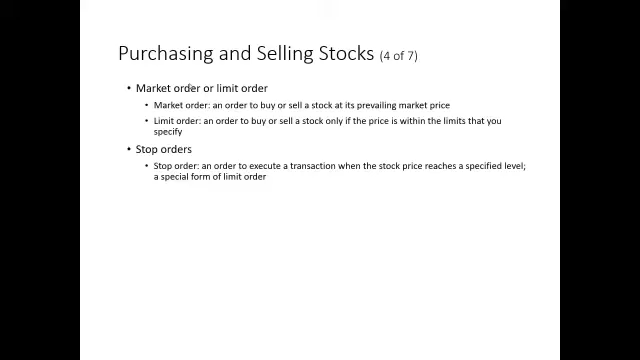 Purchasing and Selling Stocks (4 of 7)
• Market order or limit order
• Market order: an order to buy or sell a stock at its prevailing market price
• Limit order: an order to buy or sell a stock only if the price is within the limits that you
specify
• Stop orders
• Stop order: an order to execute a transaction when the stock price reaches a specified level;
a special form of limit order